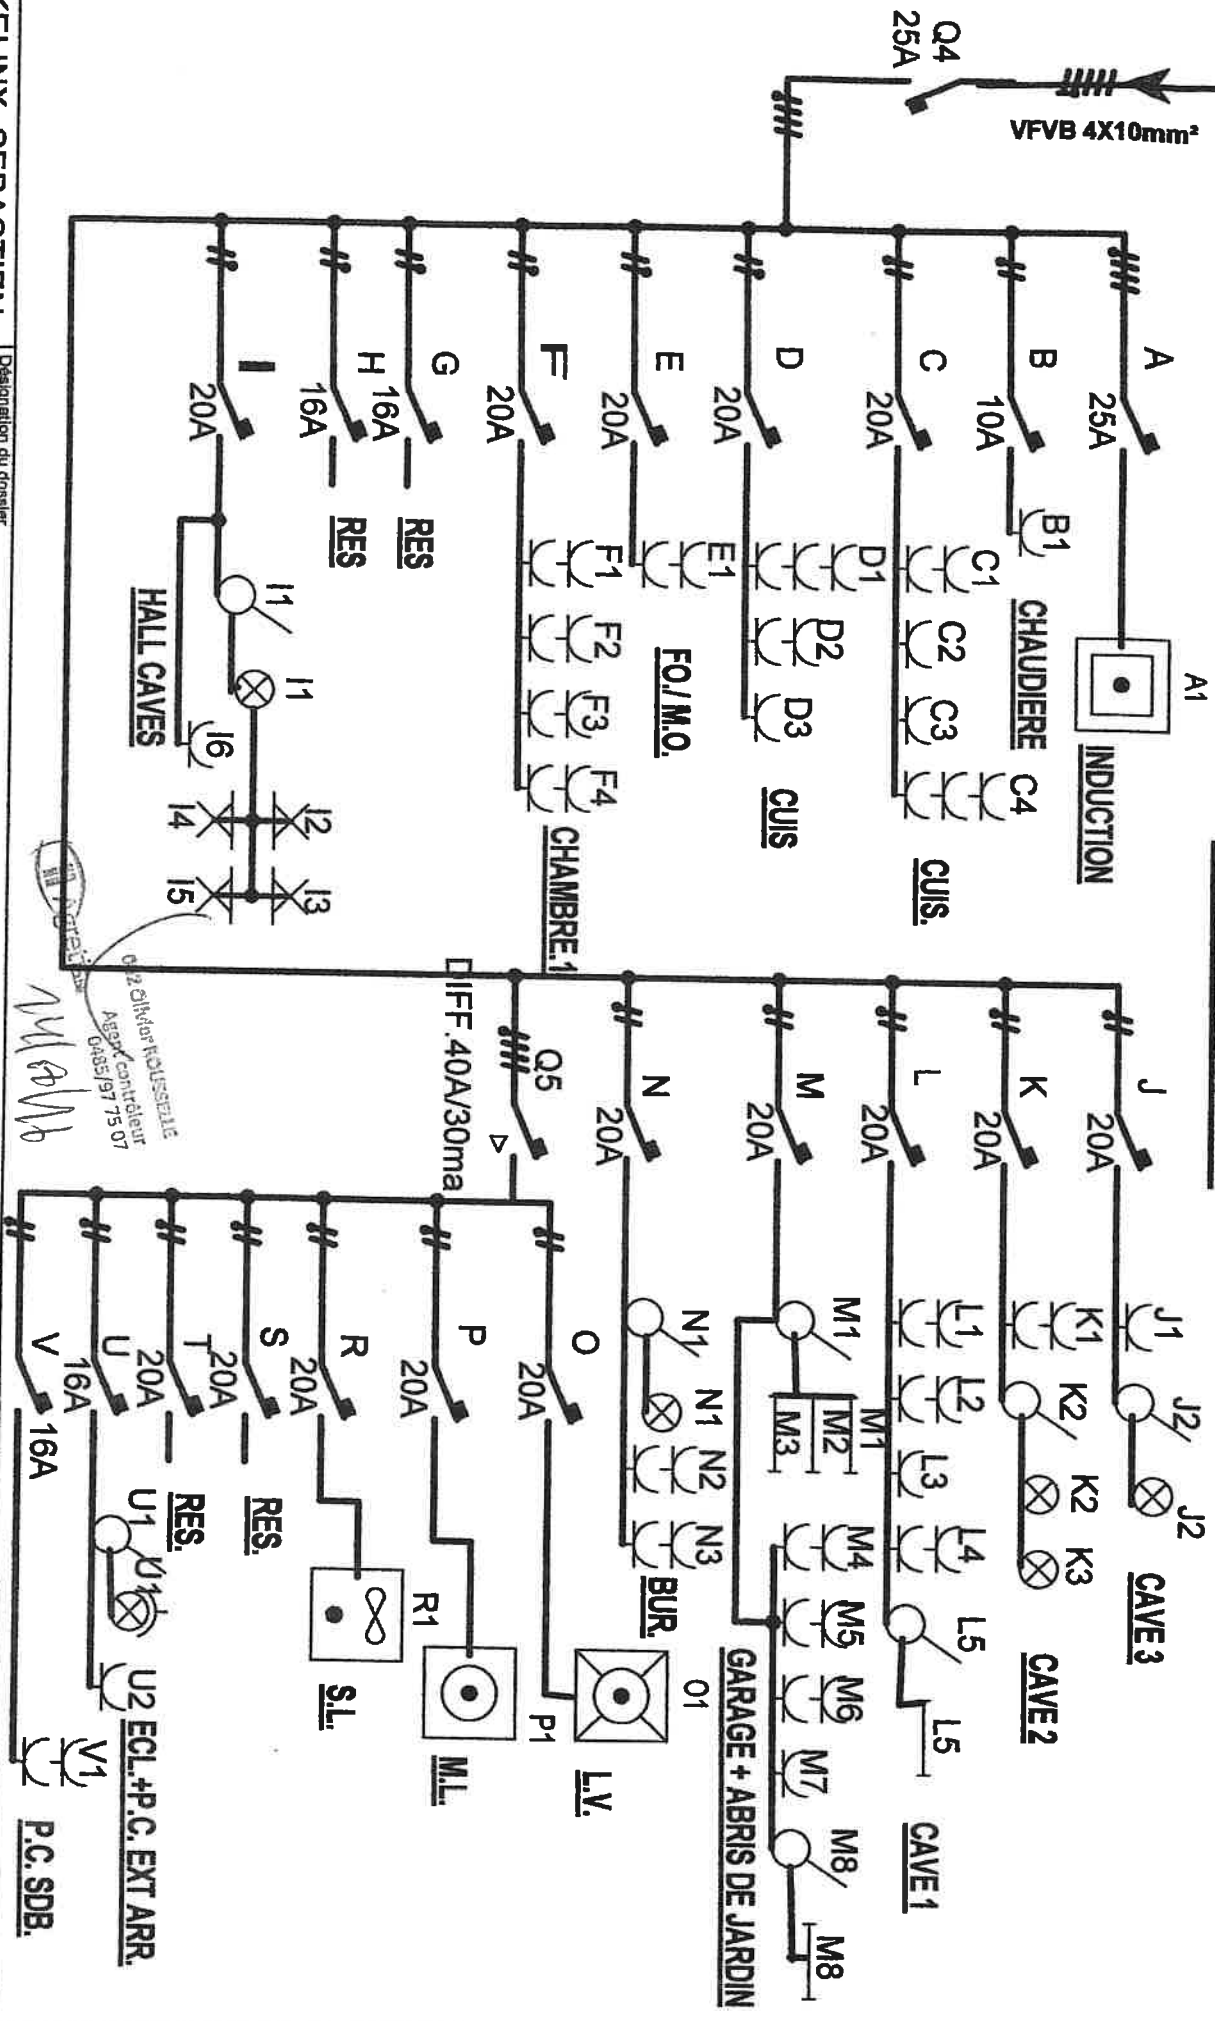 Q4
25A
VFVB 4X10mm²
A
25A
A1
INDUCTION
B
10A
B1
CHAUDIERE
C
20A
C1
C2
C3
C4
CUIS.
D
20A
D1
D2
D3
CUIS
E
20A
E1
FO./ M.O.
F
20A
F1
F2
F3
F4
CHAMBRE.1
G
16A
RES
H
16A
RES
I
20A
I1
I1
I2
I3
I4
I5
I6
HALL CAVES
J
20A
J1
J2
J2
CAVE 3
K
20A
K1
K2
K2
K3
CAVE 2
L
20A
L1
L2
L3
L4
L5
L5
CAVE 1
M
20A
M1
M1
M2
M3
M4
M5
M6
M7
M8
M8
GARAGE + ABRIS DE JARDIN
N
20A
N1
N1
N2
N3
BUR.
Q5
DIFF.40A/30ma
O
20A
O1
L.V.
P
20A
P1
M.L.
R
20A
R1
S.L.
S
20A
RES.
T
20A
RES.
U
16A
U1
U1
U2
ECL.+P.C. EXT ARR.
V
16A
V1
P.C. SDB.
Olivier ROUSSELLE
Agent contrôleur
0485/97 75 07
SEBASTIEN
Désignation du dossier